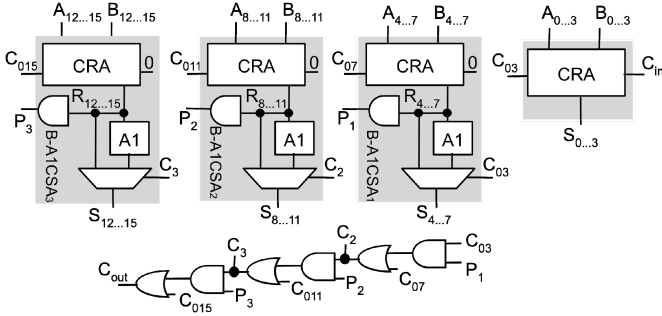 A12...15 B12...15 A8...11 B8...11 A4...7 B4...7 A0...3 B0...3
C015 CRA 0 C011 CRA 0 C07 CRA 0 C03 CRA Cin
R12...15 R8...11 R4...7
P3 A1 P2 A1 P1 A1 S0...3
B-A1CSA3 B-A1CSA2 B-A1CSA1
C3 C2 C03
S12...15 S8...11 S4...7
C3 C2 C03
Cout C015 P3 C011 P2 C07 P1